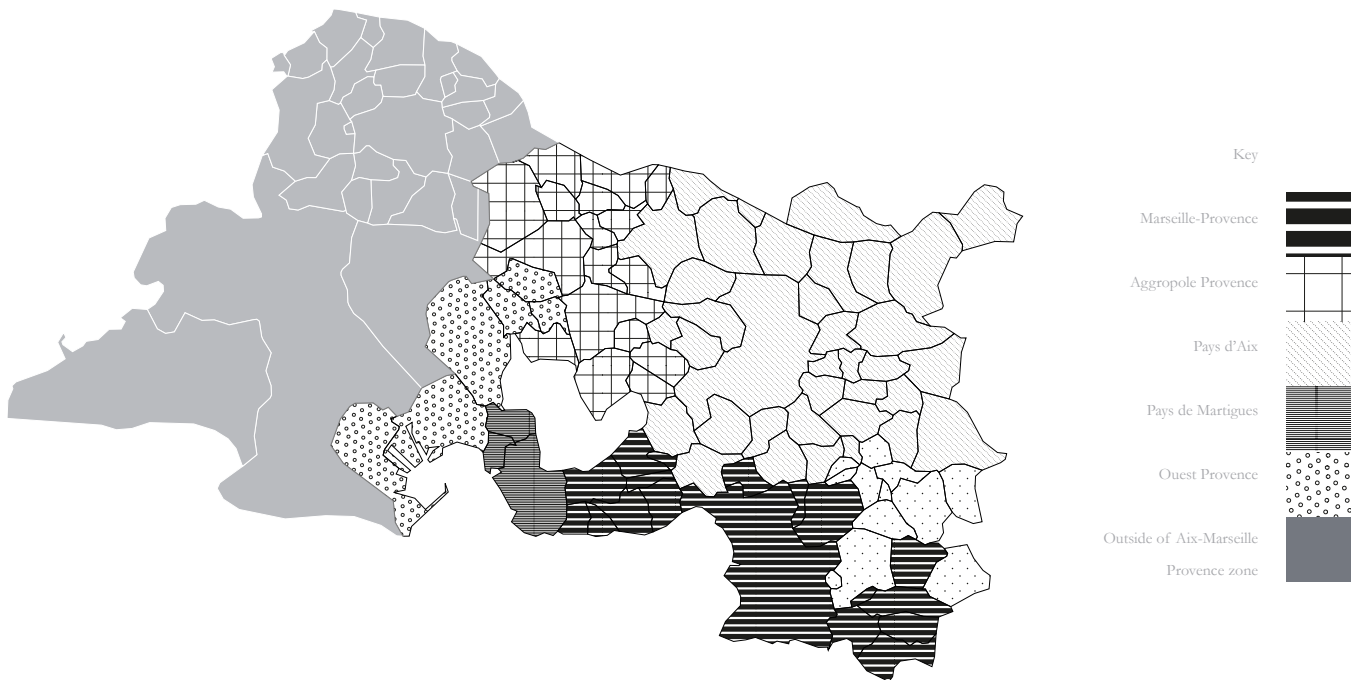 Key
Marseille-Provence
Aggropole Provence
Pays d’Aix
Pays de Martigues
Ouest Provence
Outside of Aix-Marseille
Provence zone